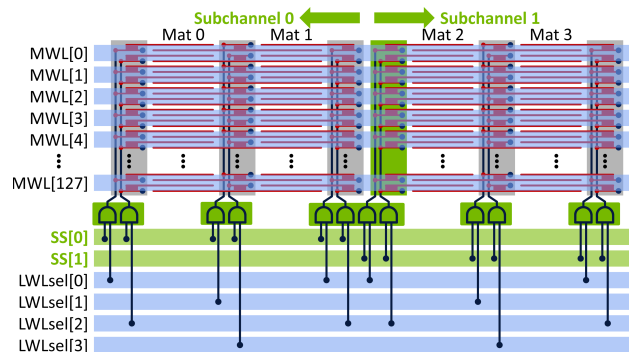 Subchannel 0 Subchannel 1
Mat 0 Mat 1 Mat 2 Mat 3
MWL[0]
MWL[1]
MWL[2]
MWL[3]
MWL[4]
MWL[127]
SS[0]
SS[1]
LWLsel[0]
LWLsel[1]
LWLsel[2]
LWLsel[3]